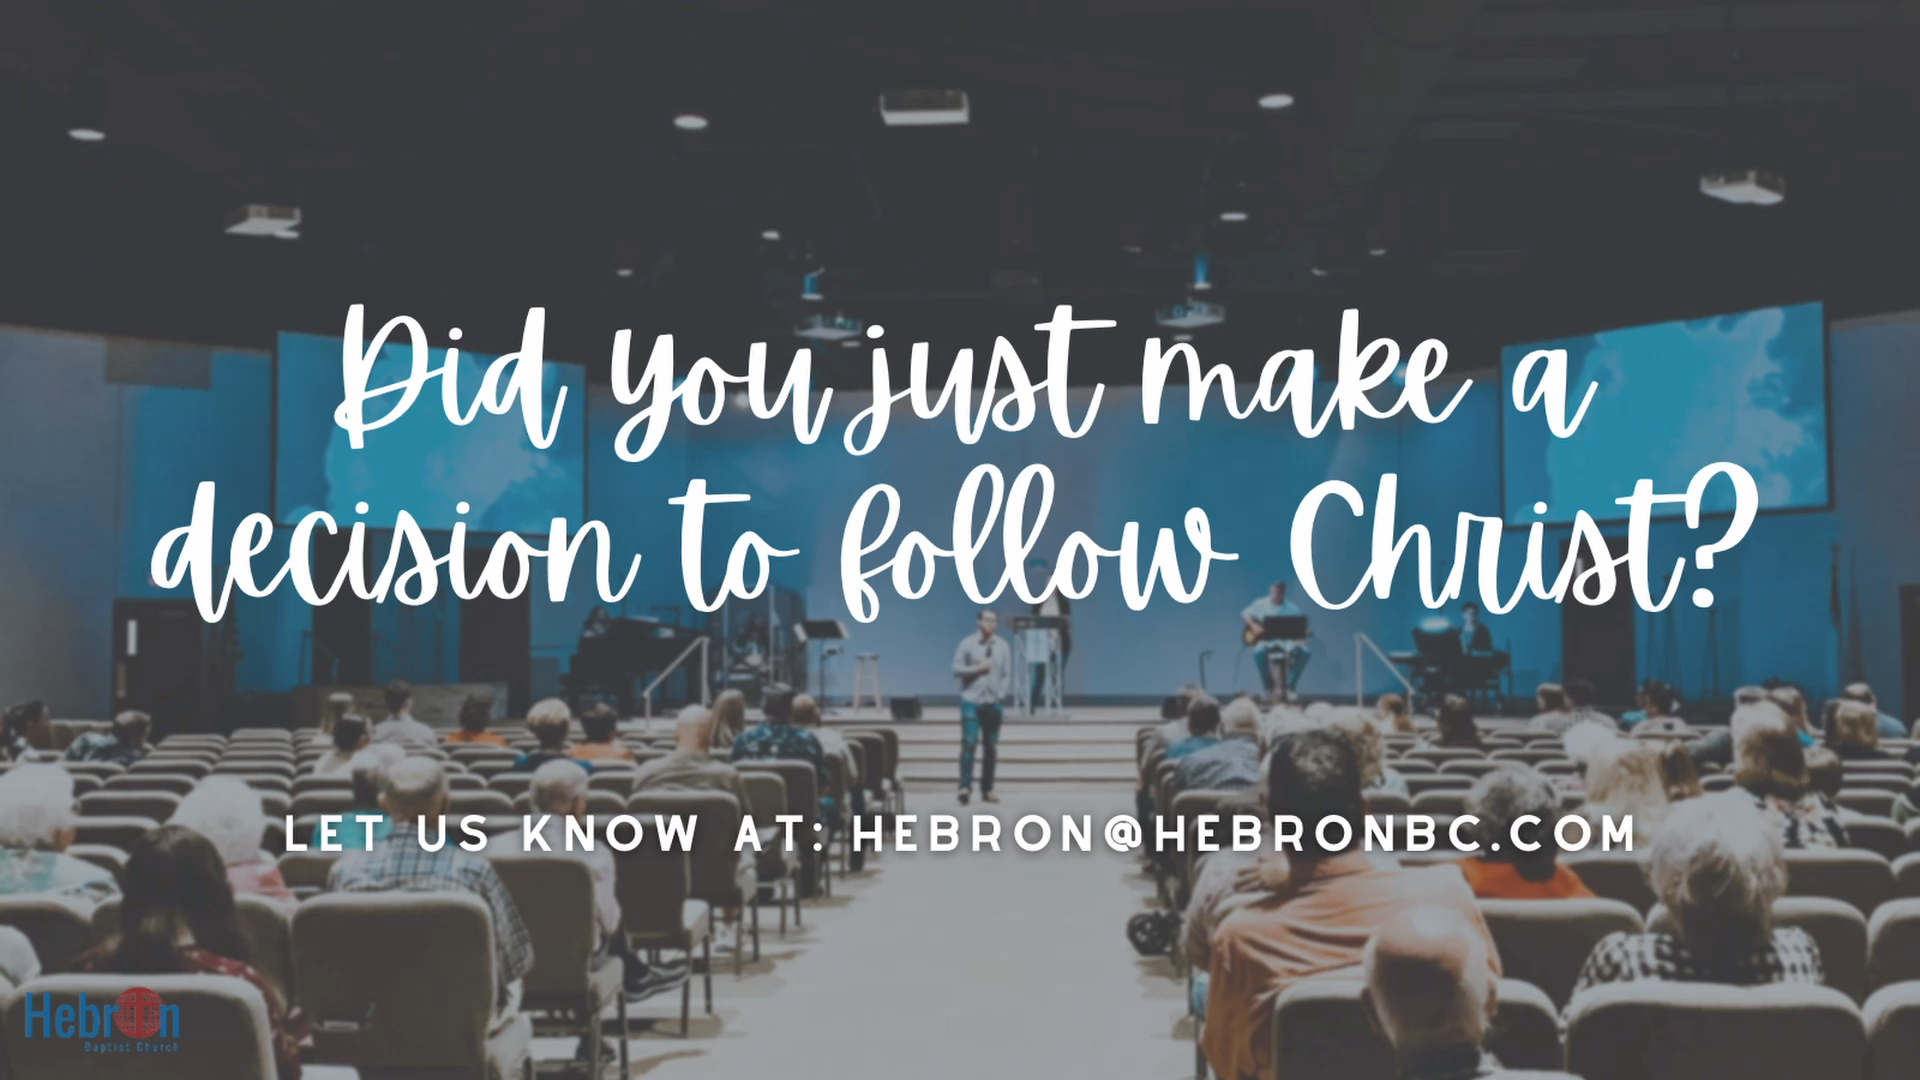 Did you just make a
decision to follow Christ?
LET US KNOW AT: HEBRON@HEBRONBC.COM
Hebron
Baptist Church